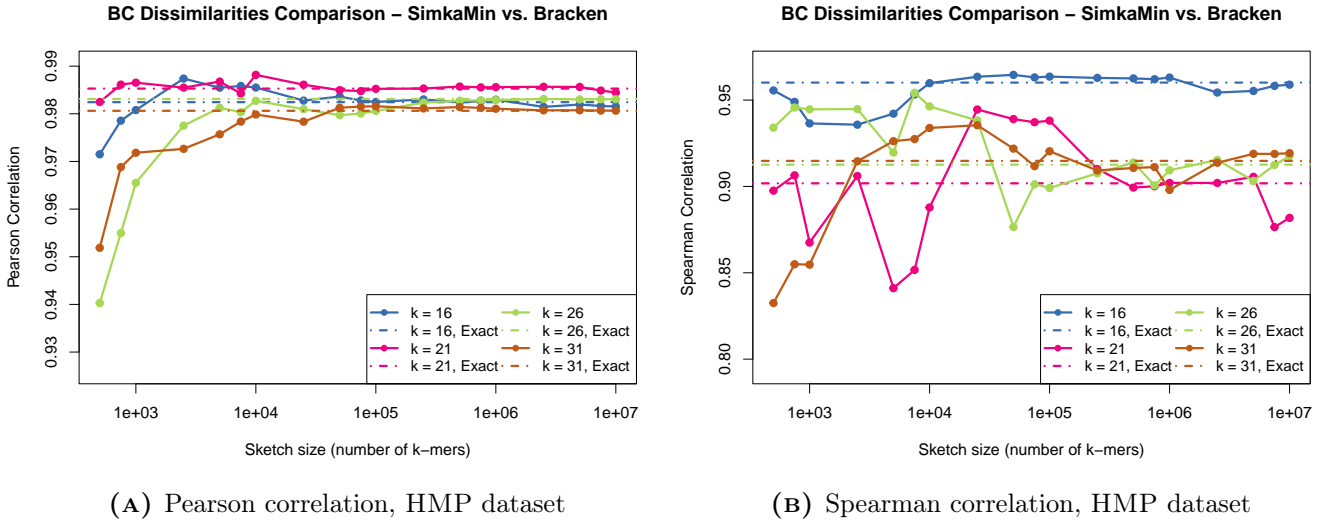 BC Dissimilarities Comparison − SimkaMin vs. Bracken
Pearson Correlation
0.99
0.98
0.97
0.96
0.95
0.94
0.93
k = 16
k = 16, Exact
k = 21
k = 21, Exact
k = 26
k = 26, Exact
k = 31
k = 31, Exact
1e+03
1e+04
1e+05
1e+06
1e+07
Sketch size (number of k−mers)
(A) Pearson correlation, HMP dataset
BC Dissimilarities Comparison − SimkaMin vs. Bracken
Spearman Correlation
0.95
0.90
0.85
0.80
k = 16
k = 16, Exact
k = 21
k = 21, Exact
k = 26
k = 26, Exact
k = 31
k = 31, Exact
1e+03
1e+04
1e+05
1e+06
1e+07
Sketch size (number of k−mers)
(B) Spearman correlation, HMP dataset